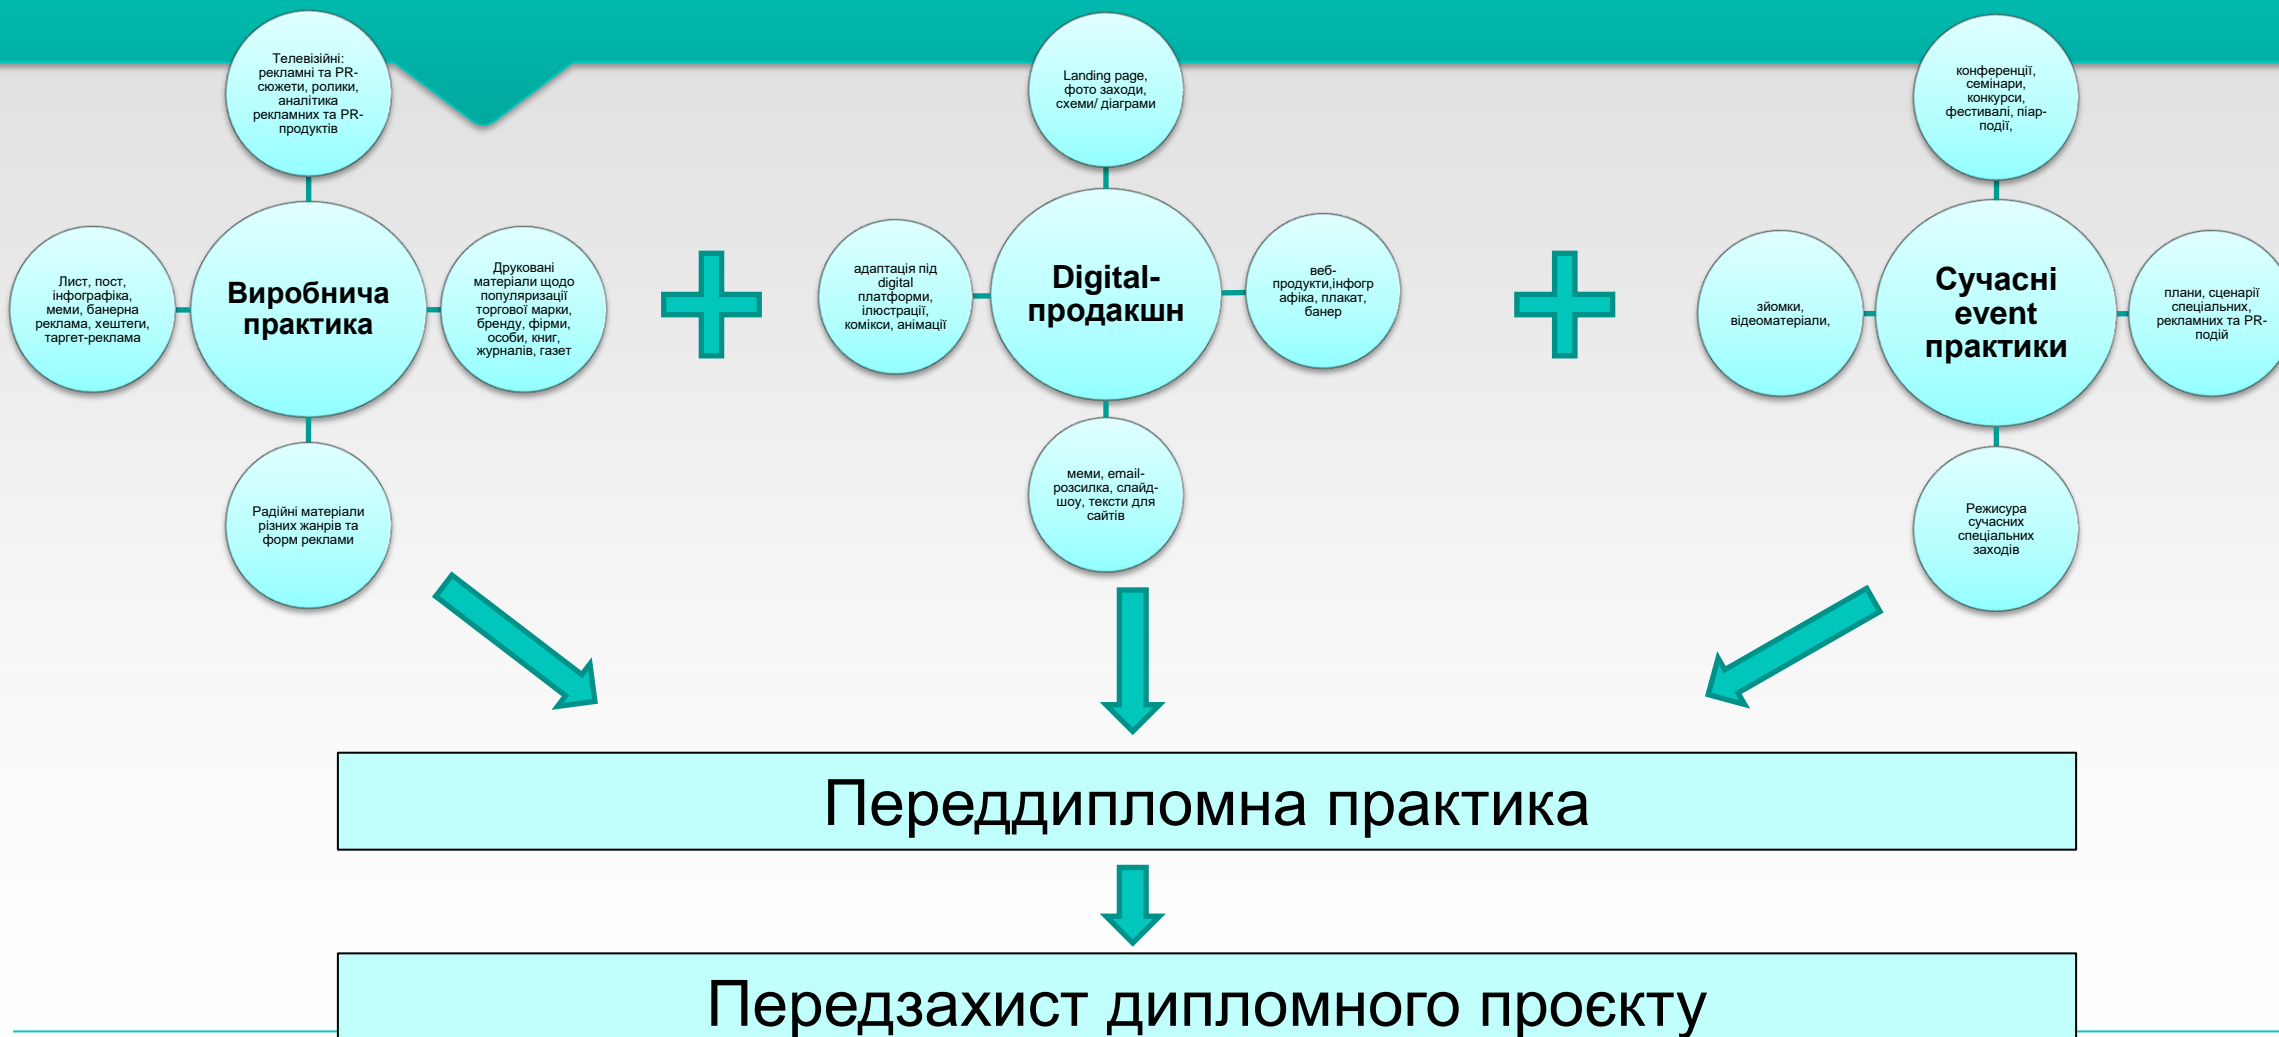 Телевізійні:
рекламні та PR-
сюжети, ролики,
аналітика
рекламних та PR-
продуктів
Лист, пост,
інфографіка,
меми, банерна
реклама, хештеги,
таргет-реклама
Виробнича
практика
Друковані
матеріали щодо
популяризації
торгової марки,
бренду, фірми,
особи, книг,
журналів, газет
Радійні матеріали
різних жанрів та
форм реклами
Landing page,
фото заходи,
схеми/ діаграми
адаптація під
digital
платформи,
ілюстрації,
комікси, анімації
Digital-
продакшн
веб-
продукти,інфогр
афіка, плакат,
банер
меми, email-
розсилка, слайд-
шоу, тексти для
сайтів
конференції,
семінари,
конкурси,
фестивалі, піар-
події,
зйомки,
відеоматеріали,
Сучасні
event
практики
плани, сценарії
спеціальних,
рекламних та PR-
подій
Режисура
сучасних
спеціальних
заходів
Переддипломна практика
Передзахист дипломного проєкту